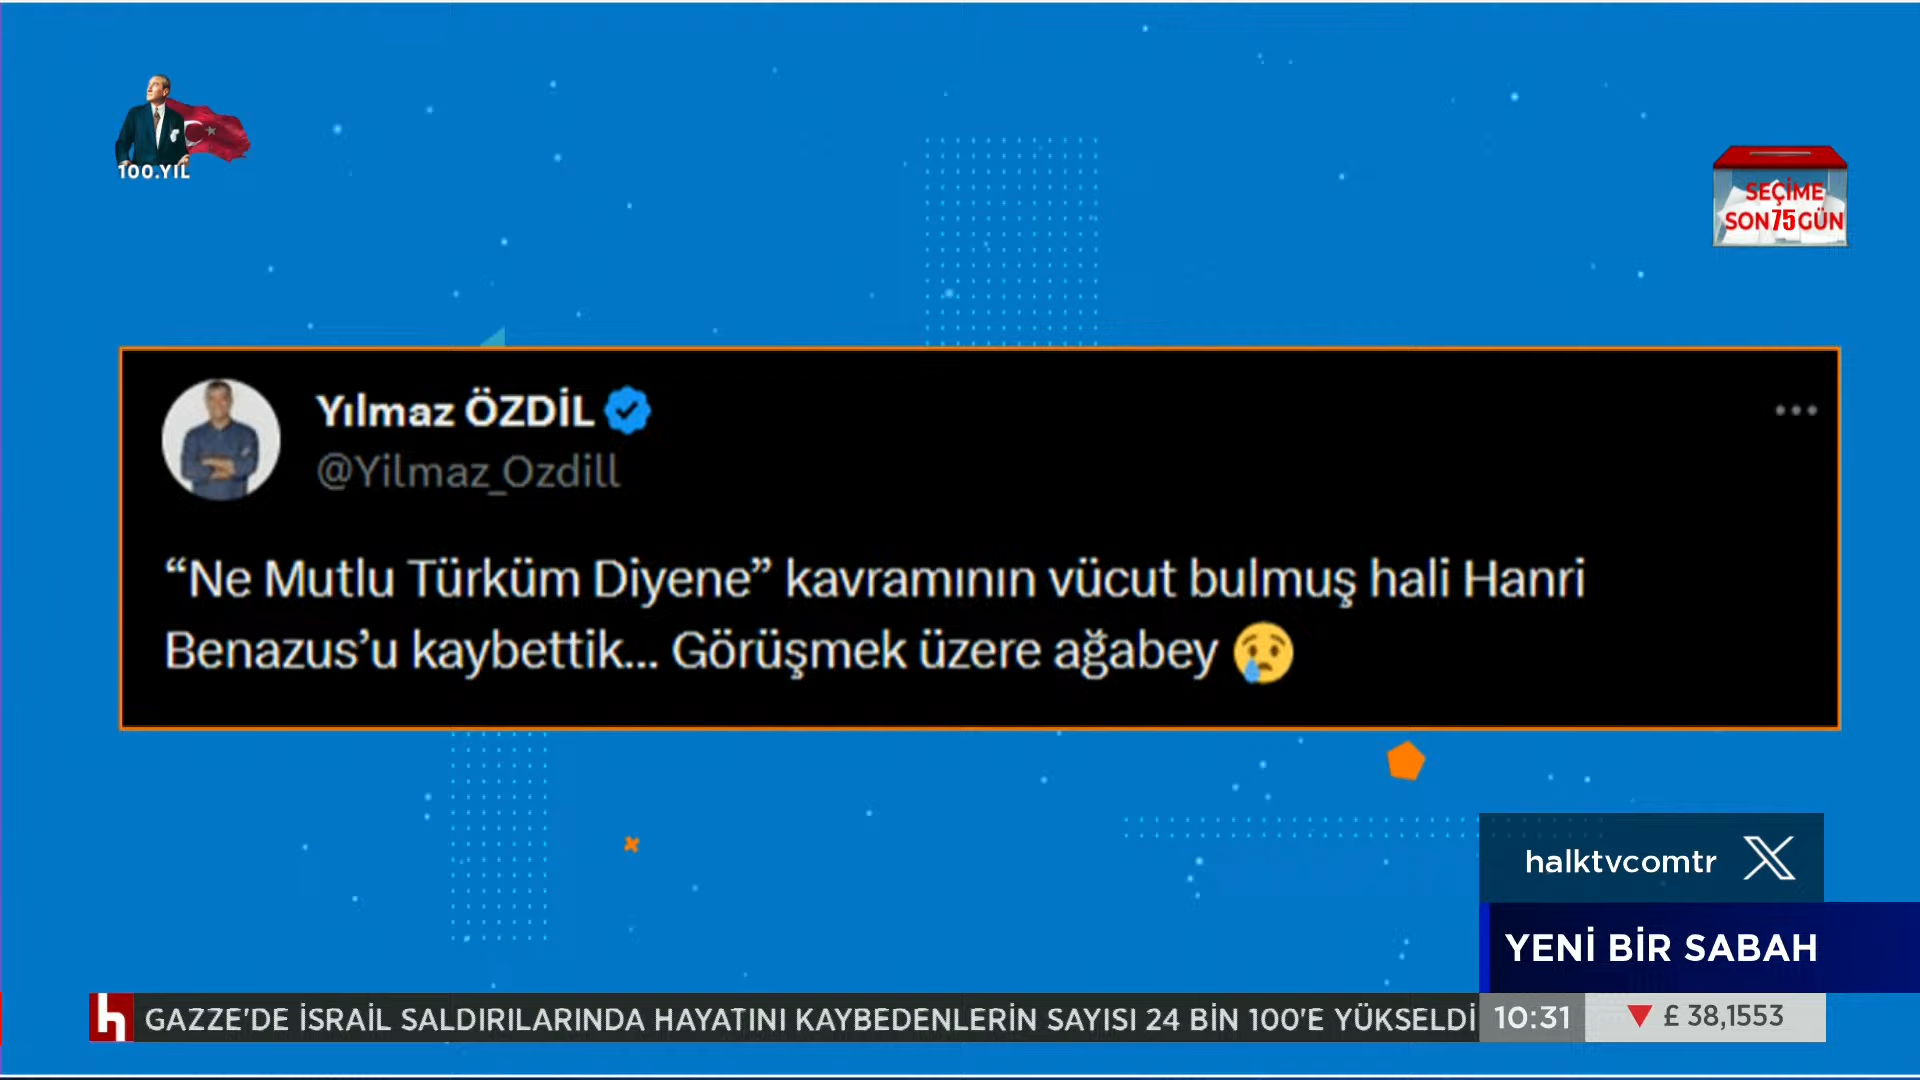 100.YIL
SEÇİME
SON 75 GÜN
Yılmaz ÖZDİL
@Yilmaz_Ozdill
“Ne Mutlu Türküm Diyene” kavramının vücut bulmuş hali Hanri
Benazus’u kaybettik... Görüşmek üzere ağabey 😢
halktvcomtr X
YENİ BİR SABAH
h GAZZE'DE İSRAİL SALDIRILARINDA HAYATINI KAYBEDENLERİN SAYISI 24 BİN 100'E YÜKSELDİ 10:31 ▼ £ 38,1553